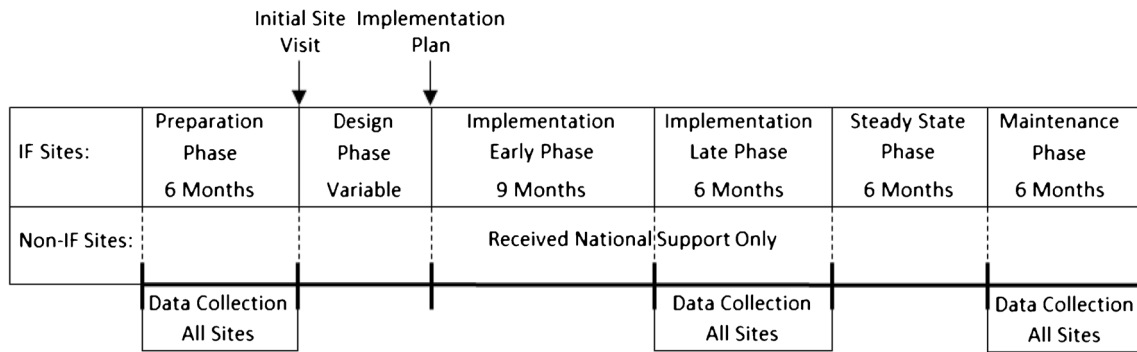 Initial Site Implementation
Visit Plan
IF Sites:
Preparation
Phase
6 Months
Design
Phase
Variable
Implementation
Early Phase
9 Months
Implementation
Late Phase
6 Months
Steady State
Phase
6 Months
Maintenance
Phase
6 Months
Non-IF Sites:
Received National Support Only
Data Collection
All Sites
Data Collection
All Sites
Data Collection
All Sites